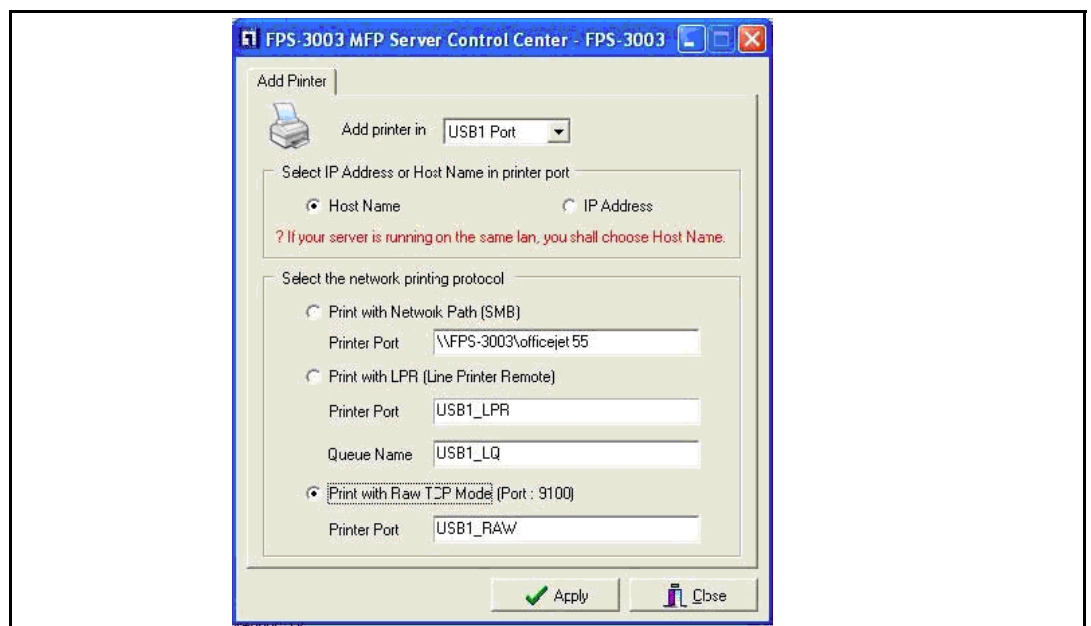 FPS-3003 MFP Server Control Center - FPS-3003
Add Printer
Add printer in USB1 Port
Select IP Address or Host Name in printer port
Host Name IP Address
? If your server is running on the same lan, you shall choose Host Name.
Select the network printing protocol
Print with Network Path (SMB)
Printer Port \\FPS-3003\officejet 55
Print with LPR (Line Printer Remote)
Printer Port USB1_LPR
Queue Name USB1_LQ
Print with Raw TCP Mode (Port : 9100)
Printer Port USB1_RAW
Apply Close